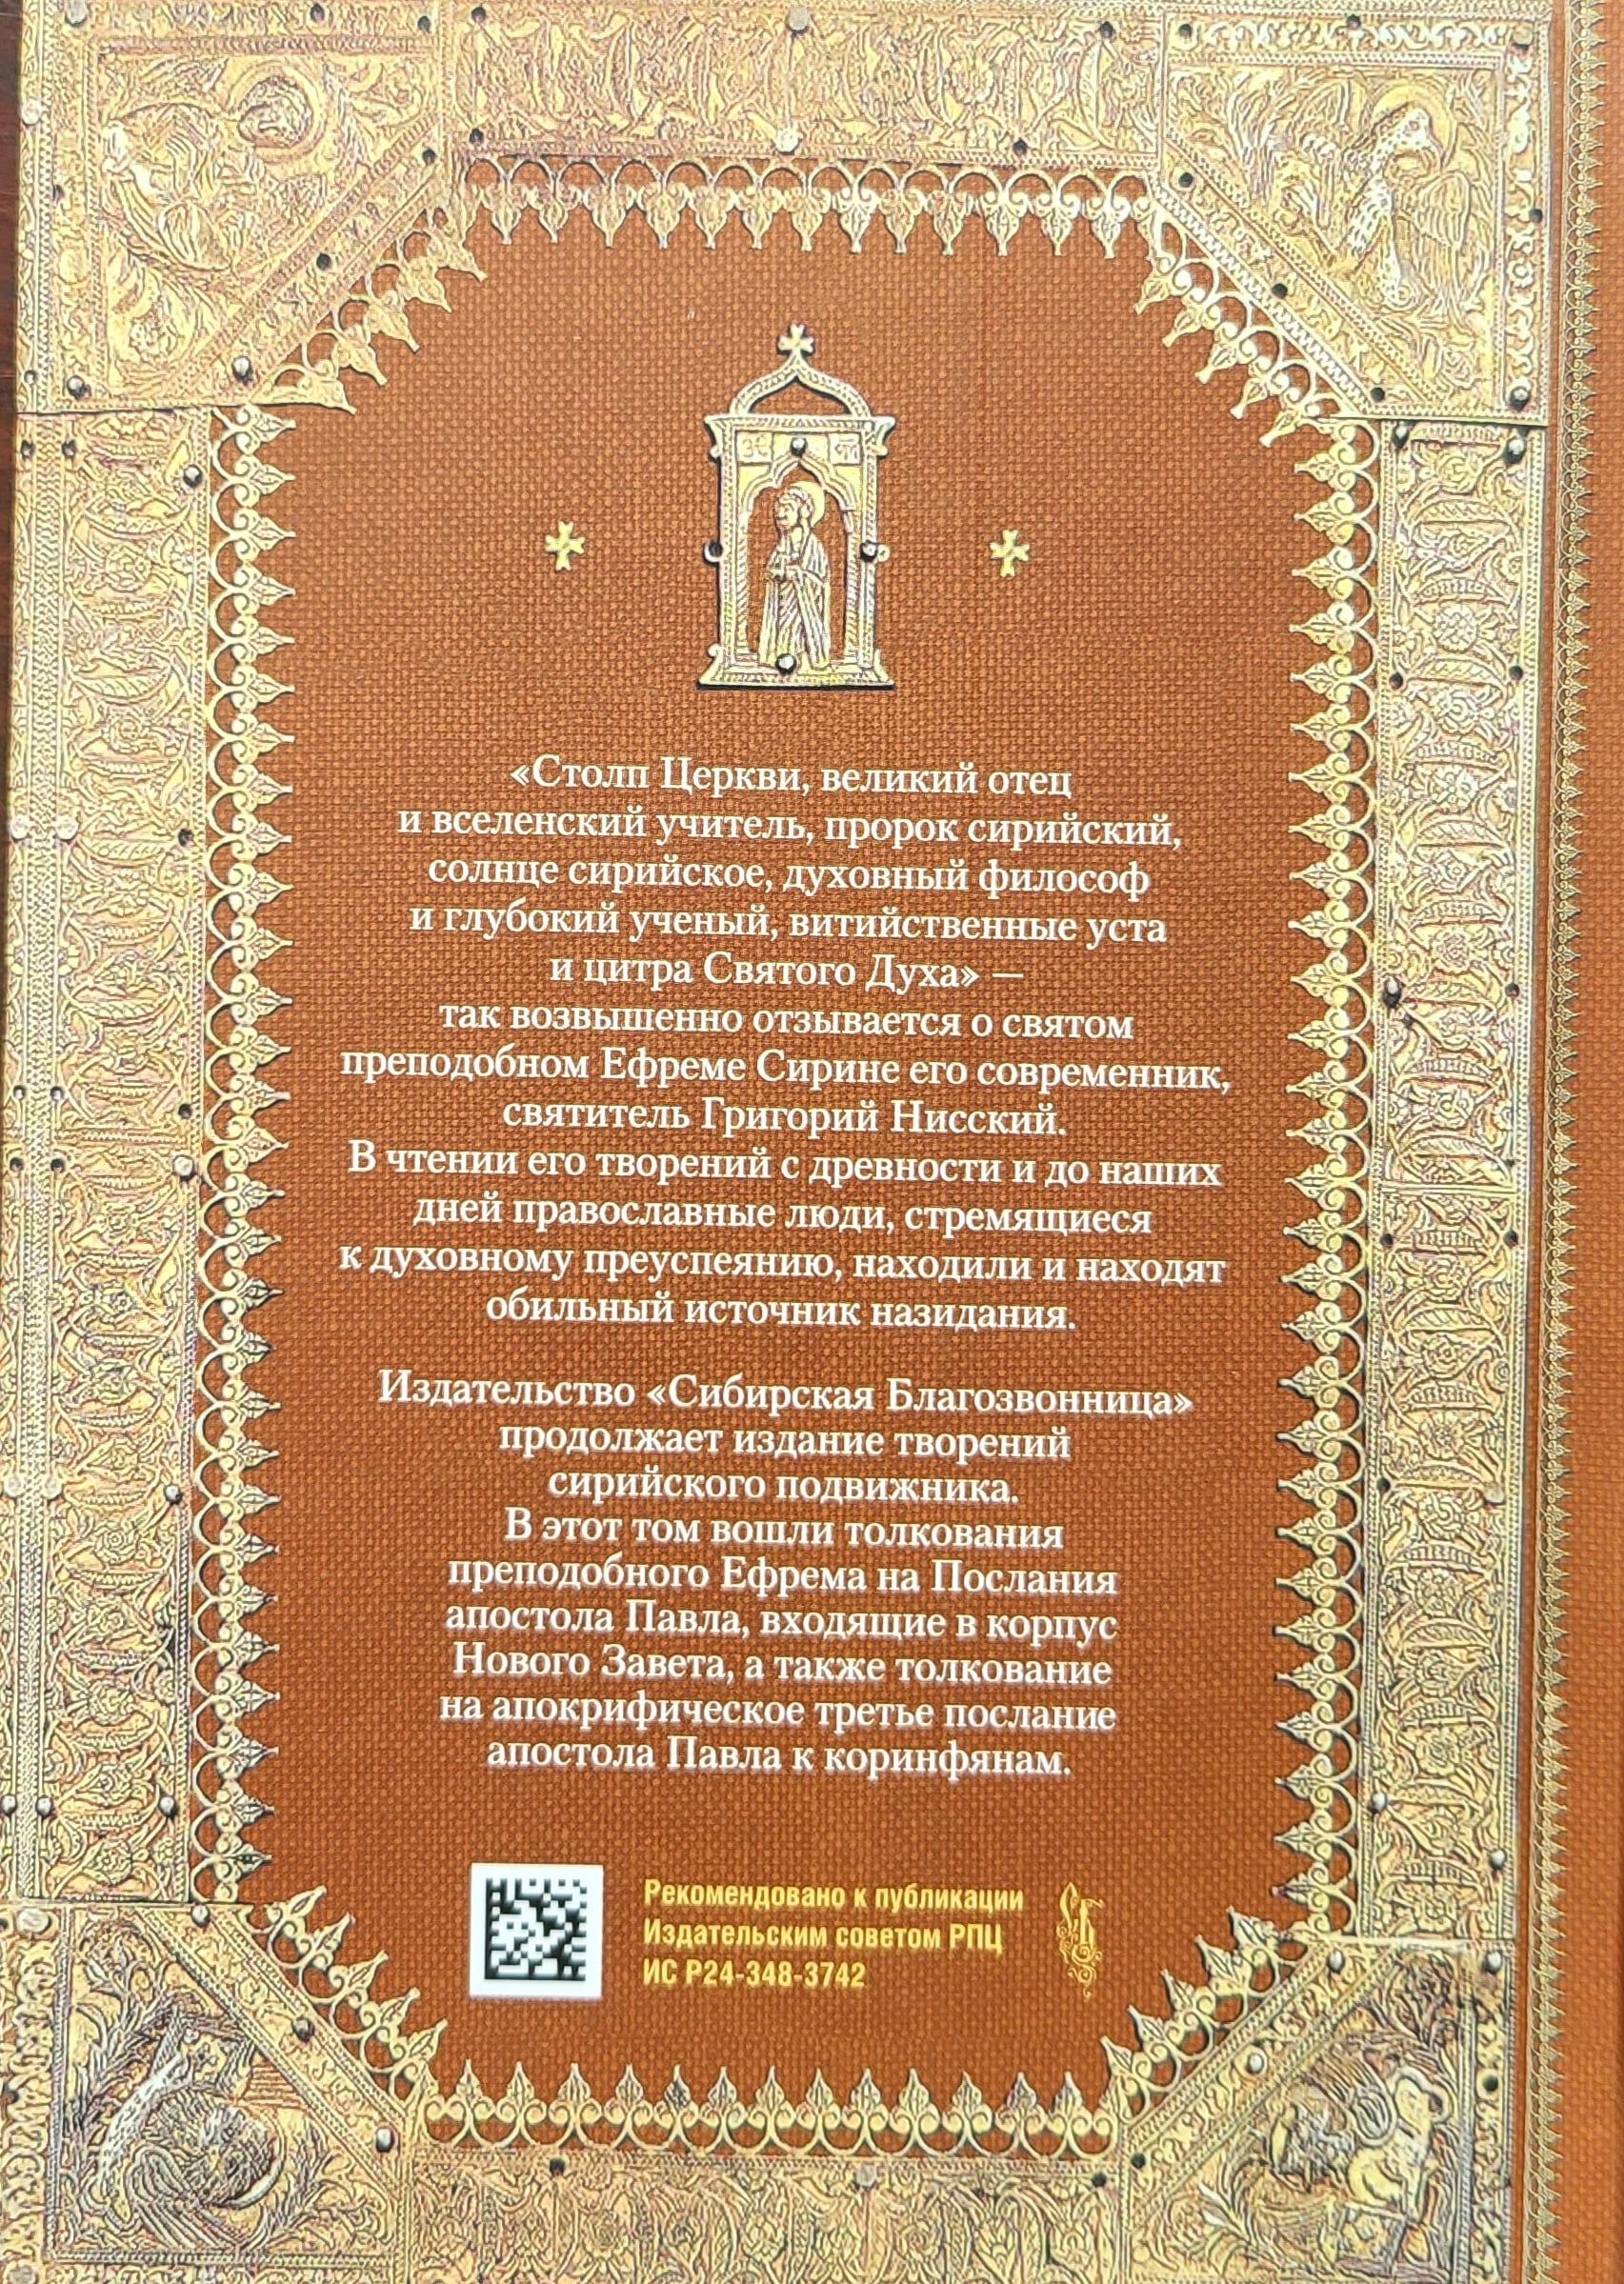 «Столп Церкви, великий отец
и вселенский учитель, пророк сирийский,
солнце сирийское, духовный философ
и глубокий ученый, витийственные уста
и цитра Святого Духа» —
так возвышенно отзывается о святом
преподобном Ефреме Сирине его современник,
святитель Григорий Нисский.
В чтении его творений с древности и до наших
дней православные люди, стремящиеся
к духовному преуспеянию, находили и находят
обильный источник назидания.
Издательство «Сибирская Благозвонница»
продолжает издание творений
сирийского подвижника.
В этот том вошли толкования
преподобного Ефрема на Послания
апостола Павла, входящие в корпус
Нового Завета, а также толкование
на апокрифическое третье послание
апостола Павла к коринфянам.
Рекомендовано к публикации
Издательским советом РПЦ
ИС Р24-348-3742